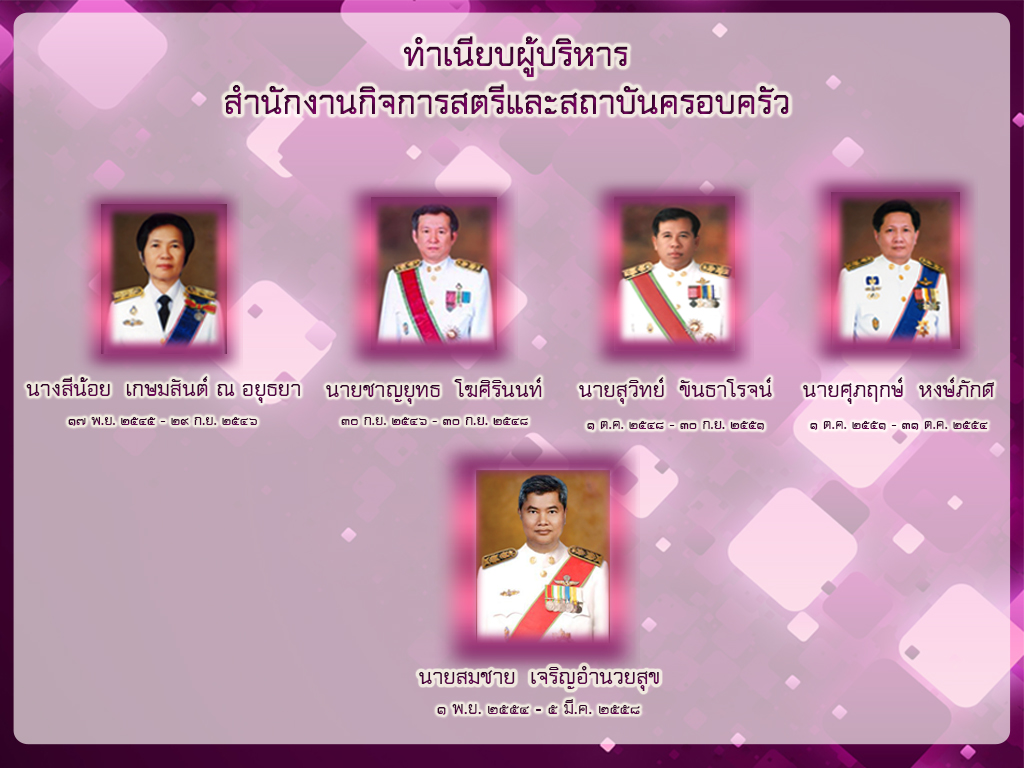 ทำเนียบผู้บริหาร
สำนักงานกิจการสตรีและสถาบันครอบครัว
นางสีน้อย เกษมสันต์ ณ อยุธยา
๑๗ พ.ย. ๒๕๔๕ - ๒๙ ก.ย. ๒๕๔๖
นายชาญยุทธ โฆศิรินนท์
๓๐ ก.ย. ๒๕๔๖ - ๓๐ ก.ย. ๒๕๔๘
นายสุวิทย์ ขันธาโรจน์
๑ ต.ค. ๒๕๔๘ - ๓๐ ก.ย. ๒๕๕๑
นายศุภฤกษ์ หงษ์ภักดี
๑ ต.ค. ๒๕๕๑ - ๓๑ ต.ค. ๒๕๕๔
นายสมชาย เจริญอำนวยสุข
๑ พ.ย. ๒๕๕๔ - ๕ มี.ค. ๒๕๕๘